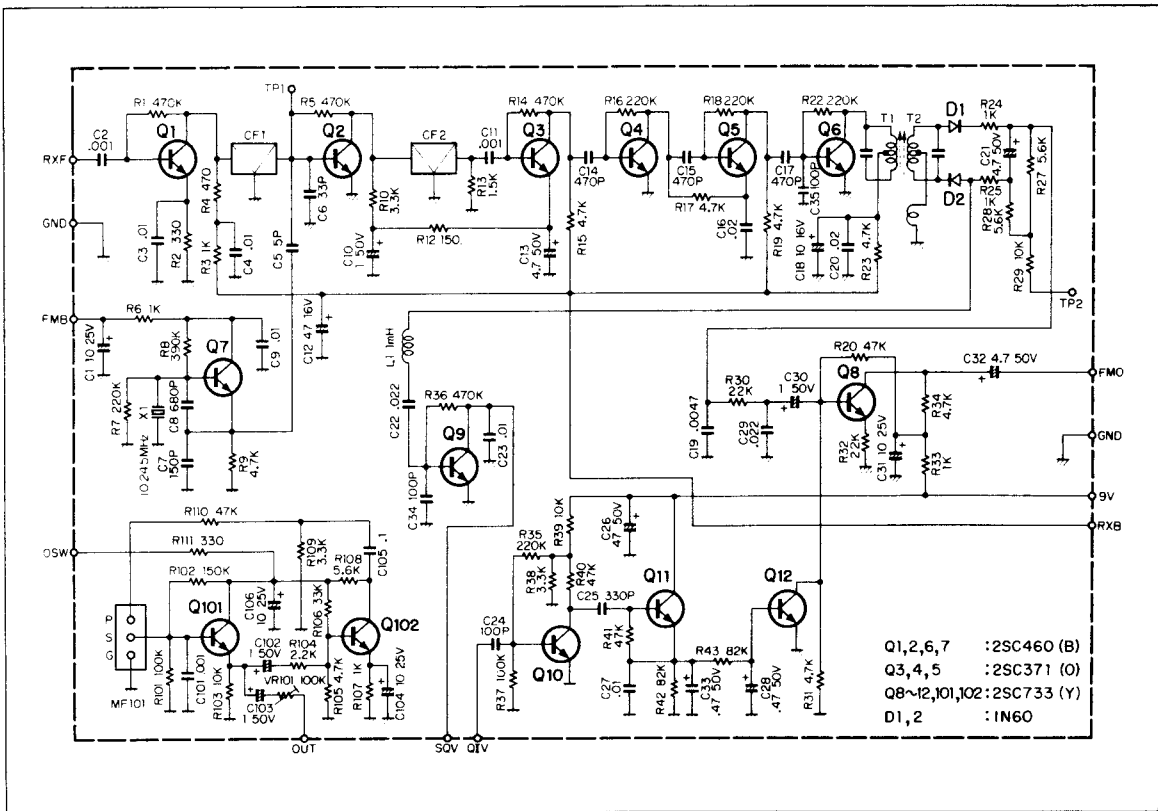 TP1
R1 470K
R5 470K
R14 470K
R16 220K
R18 220K
R22 220K
T1 T2
D1
R24
1K
C2
.001
Q1
CF1
Q2
CF2
C11
.001
Q3
Q4
Q5
Q6
C21
4.7 50V
R27 5.6K
RXF
R4 470
C6 33P
R10
3.3K
R13
1.5K
C14
470P
C15
470P
C17
470P
C35 100P
D2
R25
1K
R28
5.6K
GND
C3 .01
R2 330
R3 1K
C4 .01
C5 5P
C10
1 50V
R12 150
C13
4.7 50V
R15 4.7K
R17 4.7K
C16
.02
R19 4.7K
C18 10 16V
C20 .02
R23 4.7K
R29 10K
TP2
FMB
R6 1K
C1 10 25V
R8
390K
Q7
C9 .01
C12 47 16V
L1 1mH
R20 47K
C32 4.7 50V
FMO
R7 220K
X1
10.245MHz
C8 680P
C7
150P
R9
4.7K
C22 .022
R36 470K
Q9
C23 .01
C34 100P
C19 .0047
R30
22K
C29
.022
C30
1 50V
Q8
R32
2.2K
C31 10 25V
R34
4.7K
R33
1K
GND
9V
RXB
R110 47K
R111 330
OSW
R102 150K
R109
3.3K
R108
5.6K
C105 .1
R35
220K
R39 10K
R38
3.3K
R40
47K
C26
47 50V
Q11
Q12
P
S
G
MF101
Q101
C106
10 25V
R106 33K
Q102
C25 330P
C24
100P
R41
47K
R101 100K
C101 .001
R103 10K
C102
1 50V
R104
2.2K
VR101 100K
C103
1 50V
R105 4.7K
R107 1K
C104 10 25V
R37 100K
Q10
C27
.01
R42 82K
C33
.47 50V
R43 82K
C28
.47 50V
R31 4.7K
OUT
SQV
QIV
Q1,2,6,7 :2SC460 (B)
Q3,4,5 :2SC371 (O)
Q8~12,101,102:2SC733 (Y)
D1,2 :1N60